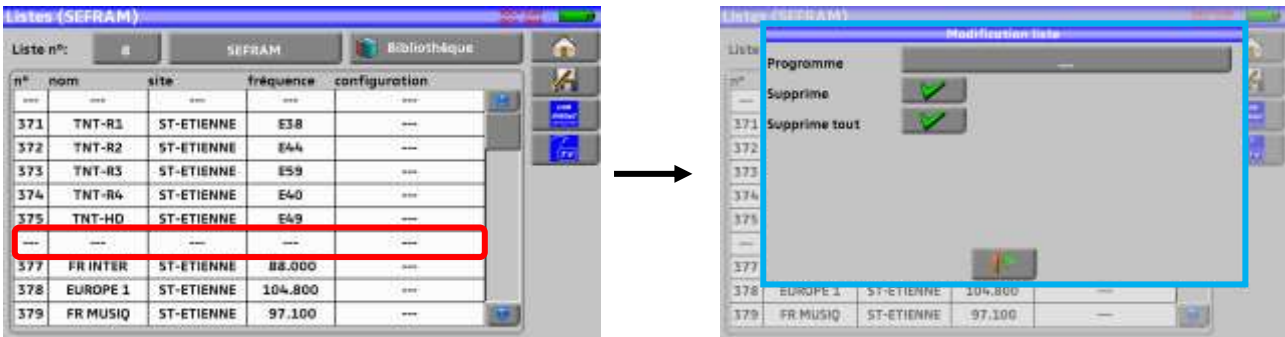 Listes (SEFRAM)
Liste n°: 8 SEFRAM Bibliothèque
n° nom site fréquence configuration
--- --- --- --- ---
371 TNT-R1 ST-ETIENNE E38 ---
372 TNT-R2 ST-ETIENNE E44 ---
373 TNT-R3 ST-ETIENNE E59 ---
374 TNT-R4 ST-ETIENNE E40 ---
375 TNT-HD ST-ETIENNE E49 ---
--- --- --- --- ---
377 FR INTER ST-ETIENNE 88.000 ---
378 EUROPE 1 ST-ETIENNE 104.800 ---
379 FR MUSIQ ST-ETIENNE 97.100 ---
Listes (SEFRAM)
Modification liste
Liste
Programme ---
n°
Supprime
---
371 Supprime tout
372
373
374
375
---
377
378 EUROPE 1 ST-ETIENNE 104.800 ---
379 FR MUSIQ ST-ETIENNE 97.100 ---